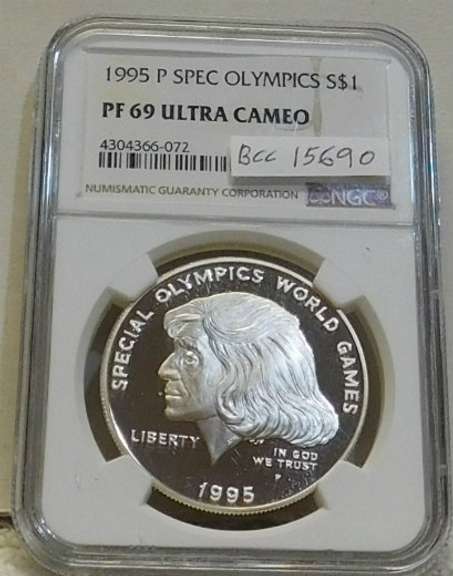 1995 P SPEC OLYMPICS S$1
PF 69 ULTRA CAMEO
4304366-072
BCC 15690
NUMISMATIC GUARANTY CORPORATION
NGC
SPECIAL OLYMPICS WORLD GAMES
LIBERTY
IN GOD
WE TRUST
P
1995